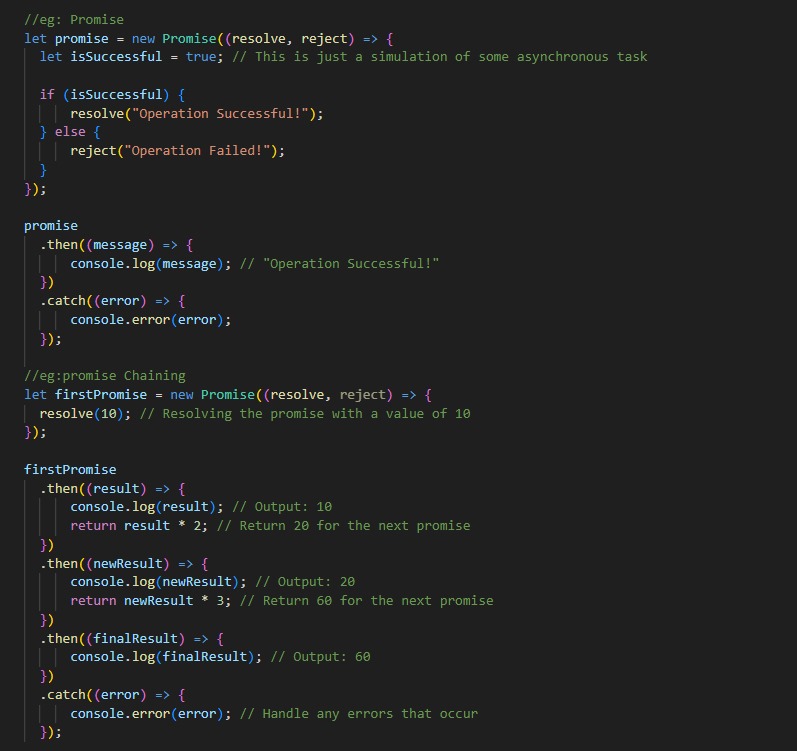 //eg: Promise
let promise = new Promise((resolve, reject) => {
  let isSuccessful = true; // This is just a simulation of some asynchronous task

  if (isSuccessful) {
      resolve("Operation Successful!");
  } else {
      reject("Operation Failed!");
  }
});

promise
  .then((message) => {
      console.log(message); // "Operation Successful!"
  })
  .catch((error) => {
      console.error(error);
  });

//eg:promise Chaining
let firstPromise = new Promise((resolve, reject) => {
  resolve(10); // Resolving the promise with a value of 10
});

firstPromise
  .then((result) => {
      console.log(result); // Output: 10
      return result * 2; // Return 20 for the next promise
  })
  .then((newResult) => {
      console.log(newResult); // Output: 20
      return newResult * 3; // Return 60 for the next promise
  })
  .then((finalResult) => {
      console.log(finalResult); // Output: 60
  })
  .catch((error) => {
      console.error(error); // Handle any errors that occur
  });